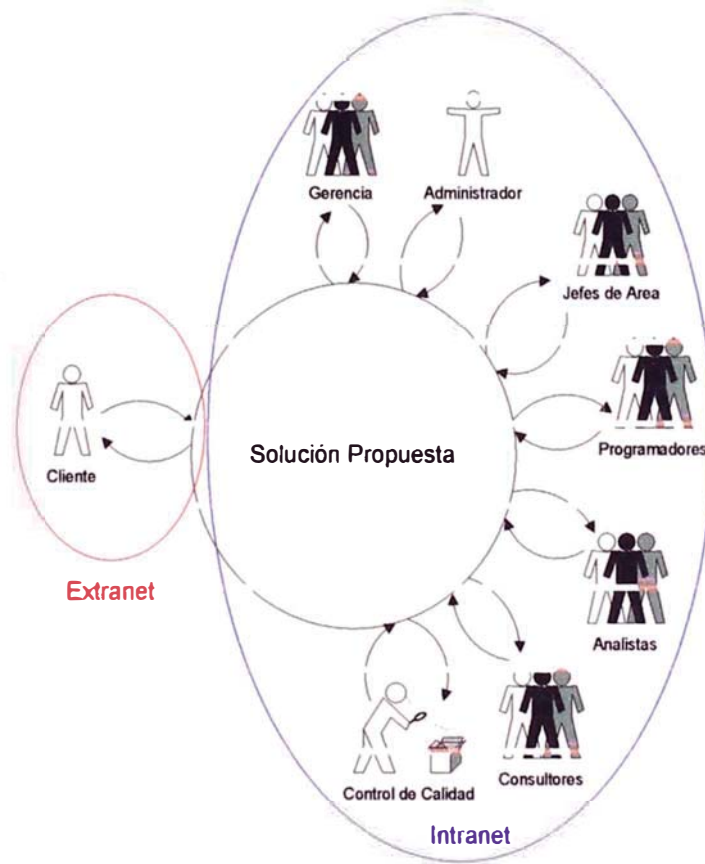 Gerencia
Administrador
Jefes de Area
Programadores
Solución Propuesta
Cliente
Extranet
Analistas
Consultores
Control de Calidad
Intranet